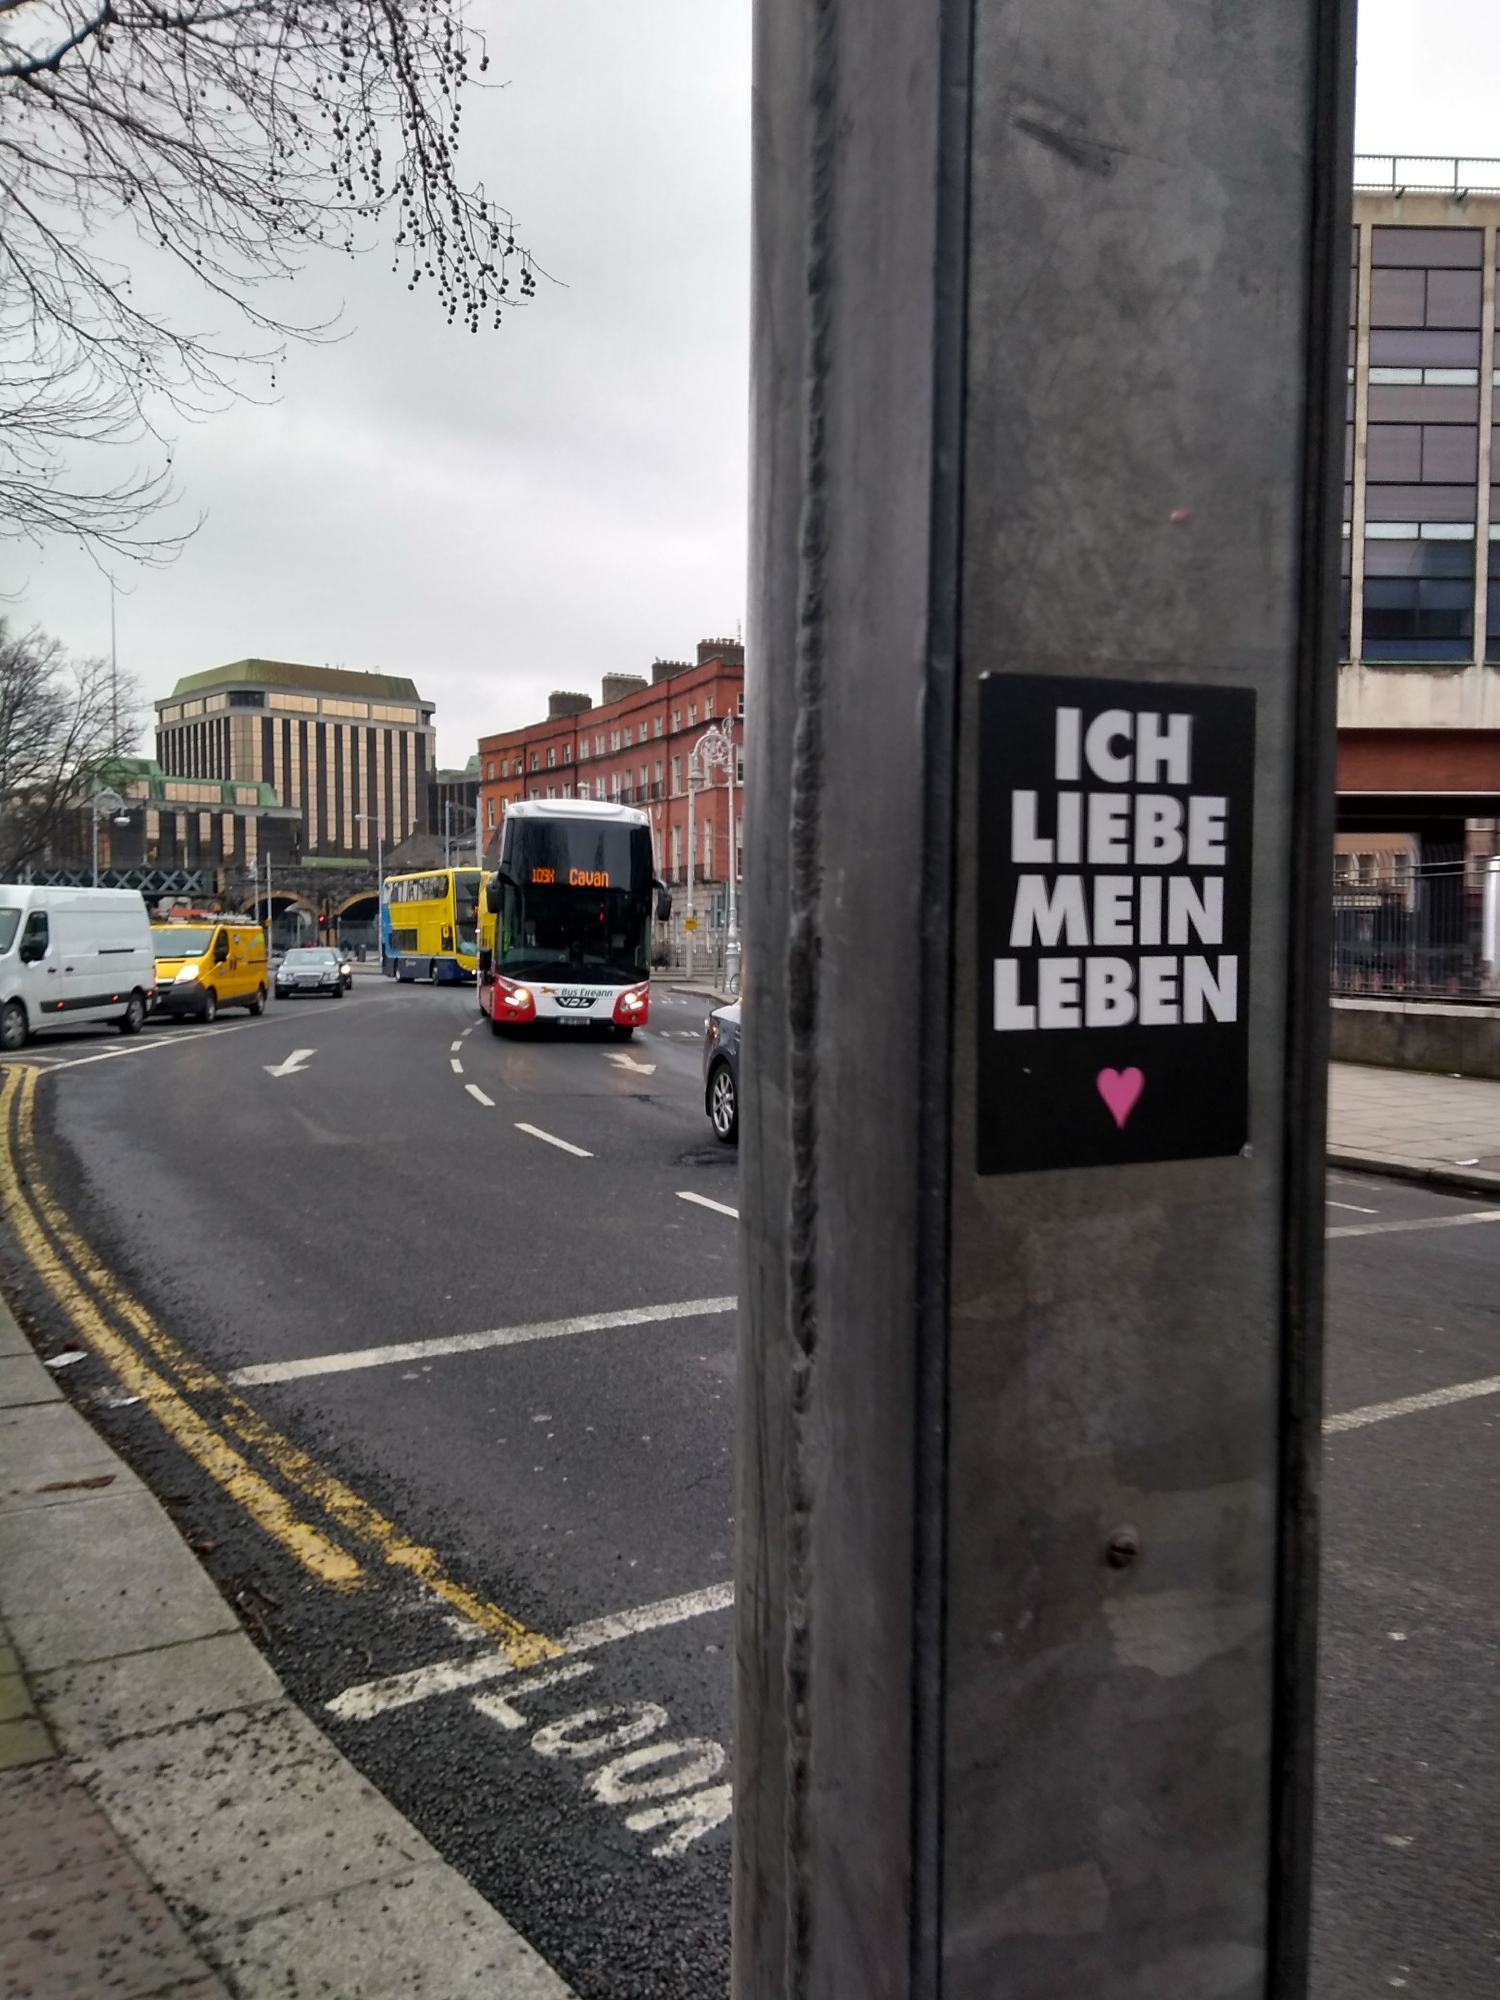 ICH
LIEBE
MEIN
LEBEN
109X Cavan
Bus Éireann
VDL
LOOK